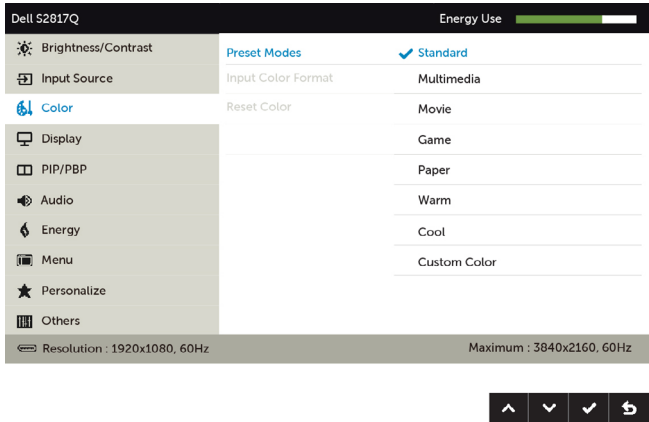 Dell S2817Q
Energy Use
Brightness/Contrast
Input Source
Color
Display
PIP/PBP
Audio
Energy
Menu
Personalize
Others
Preset Modes
Input Color Format
Reset Color
Standard
Multimedia
Movie
Game
Paper
Warm
Cool
Custom Color
Resolution : 1920x1080, 60Hz
Maximum : 3840x2160, 60Hz